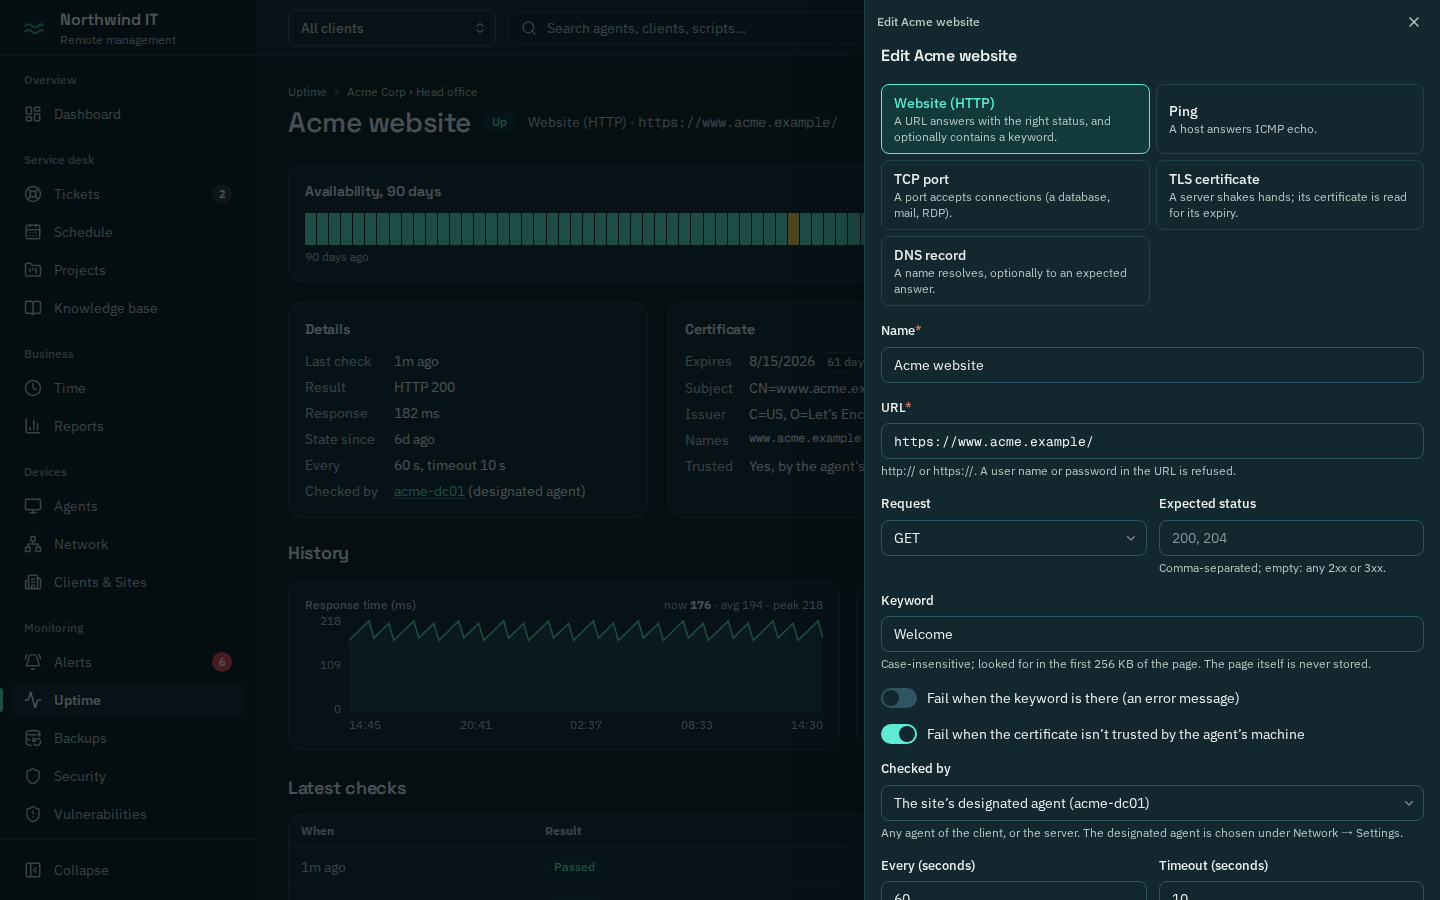 Northwind IT
Remote management
Overview
Dashboard
Service desk
Tickets
2
Schedule
Projects
Knowledge base
Business
Time
Reports
Devices
Agents
Network
Clients & Sites
Monitoring
Alerts
6
Uptime
Backups
Security
Vulnerabilities
Collapse
All clients
Search agents, clients, scripts...
Uptime
Acme Corp › Head office
Acme website
Up
Website (HTTP) · https://www.acme.example/
Availability, 90 days
90 days ago
Details
Last check 1m ago
Result HTTP 200
Response 182 ms
State since 6d ago
Every 60 s, timeout 10 s
Checked by acme-dc01 (designated agent)
Certificate
Expires 8/15/2026 61 day
Subject CN=www.acme.ex
Issuer C=US, O=Let's Enc
Names www.acme.example
Trusted Yes, by the agent's
History
Response time (ms)
now 176 · avg 194 · peak 218
218
109
0
14:45 20:41 02:37 08:33 14:30
Latest checks
When Result
1m ago Passed
Edit Acme website
Edit Acme website
Website (HTTP)
A URL answers with the right status, and
optionally contains a keyword.
Ping
A host answers ICMP echo.
TCP port
A port accepts connections (a database,
mail, RDP).
TLS certificate
A server shakes hands; its certificate is read
for its expiry.
DNS record
A name resolves, optionally to an expected
answer.
Name*
Acme website
URL*
https://www.acme.example/
http:// or https://. A user name or password in the URL is refused.
Request
GET
Expected status
200, 204
Comma-separated; empty: any 2xx or 3xx.
Keyword
Welcome
Case-insensitive; looked for in the first 256 KB of the page. The page itself is never stored.
Fail when the keyword is there (an error message)
Fail when the certificate isn't trusted by the agent's machine
Checked by
The site's designated agent (acme-dc01)
Any agent of the client, or the server. The designated agent is chosen under Network → Settings.
Every (seconds)
60
Timeout (seconds)
10